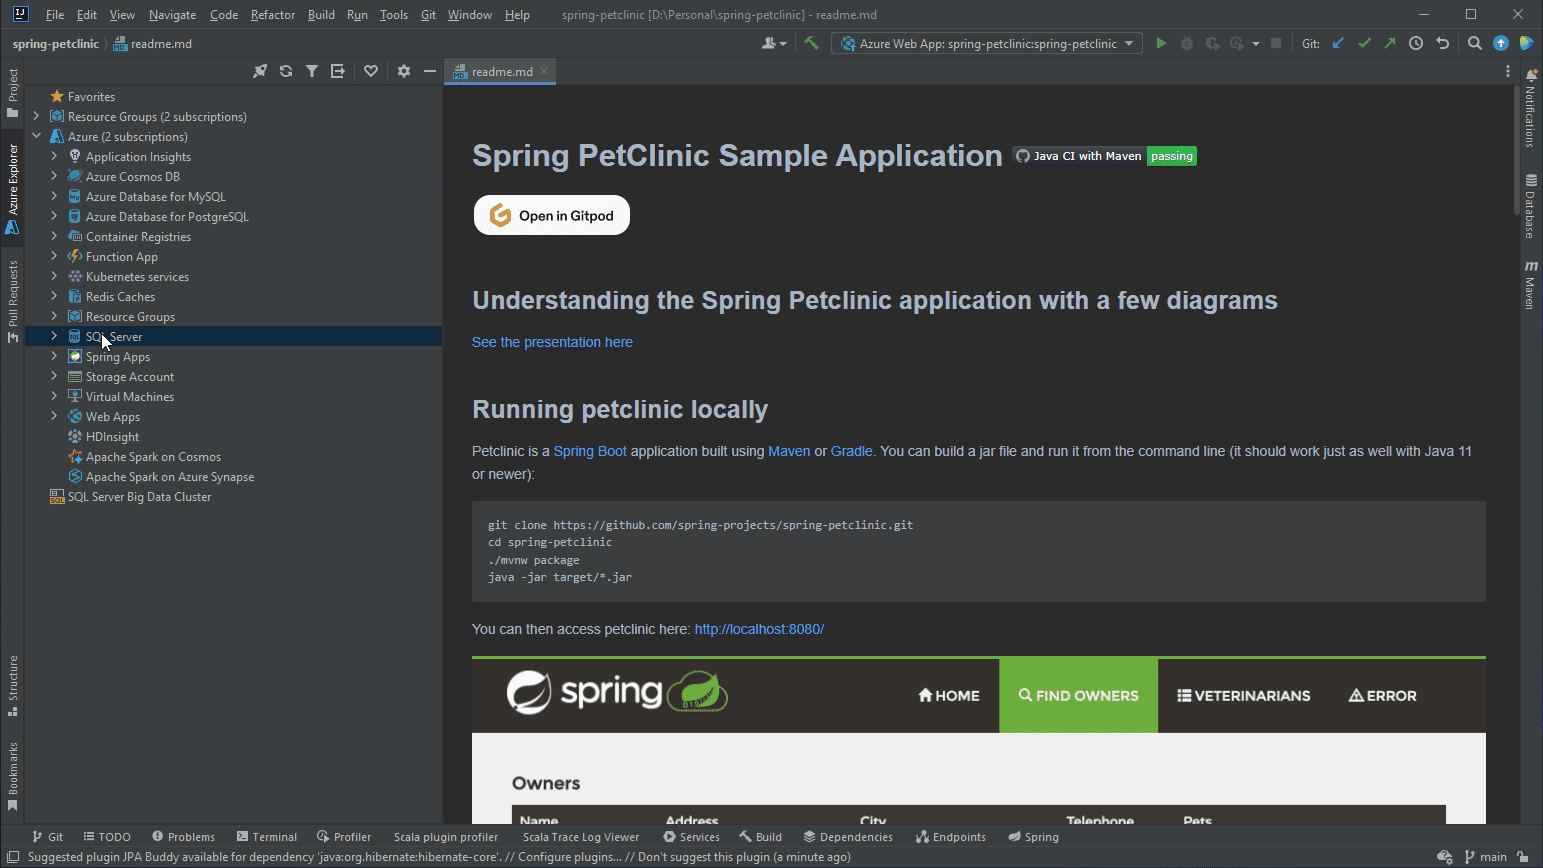 File Edit View Navigate Code Refactor Build Run Tools Git Window Help spring-petclinic [D:\Personal\spring-petclinic] - readme.md
spring-petclinic readme.md Azure Web App: spring-petclinic:spring-petclinic Git:
readme.md
Project
Azure Explorer
Pull Requests
Structure
Bookmarks
Favorites
Resource Groups (2 subscriptions)
Azure (2 subscriptions)
Application Insights
Azure Cosmos DB
Azure Database for MySQL
Azure Database for PostgreSQL
Container Registries
Function App
Kubernetes services
Redis Caches
Resource Groups
SQL Server
Spring Apps
Storage Account
Virtual Machines
Web Apps
HDInsight
Apache Spark on Cosmos
Apache Spark on Azure Synapse
SQL Server Big Data Cluster
Spring PetClinic Sample Application Java CI with Maven passing
Open in Gitpod
Understanding the Spring Petclinic application with a few diagrams
See the presentation here
Running petclinic locally
Petclinic is a Spring Boot application built using Maven or Gradle. You can build a jar file and run it from the command line (it should work just as well with Java 11
or newer):
git clone https://github.com/spring-projects/spring-petclinic.git
cd spring-petclinic
./mvnw package
java -jar target/*.jar
You can then access petclinic here: http://localhost:8080/
spring HOME FIND OWNERS VETERINARIANS ERROR
Owners
Name Address City Telephone Pets
Notifications
Database
Maven
Git TODO Problems Terminal Profiler Scala plugin profiler Scala Trace Log Viewer Services Build Dependencies Endpoints Spring
Suggested plugin JPA Buddy available for dependency 'java:org.hibernate:hibernate-core'. // Configure plugins... // Don't suggest this plugin (a minute ago) main